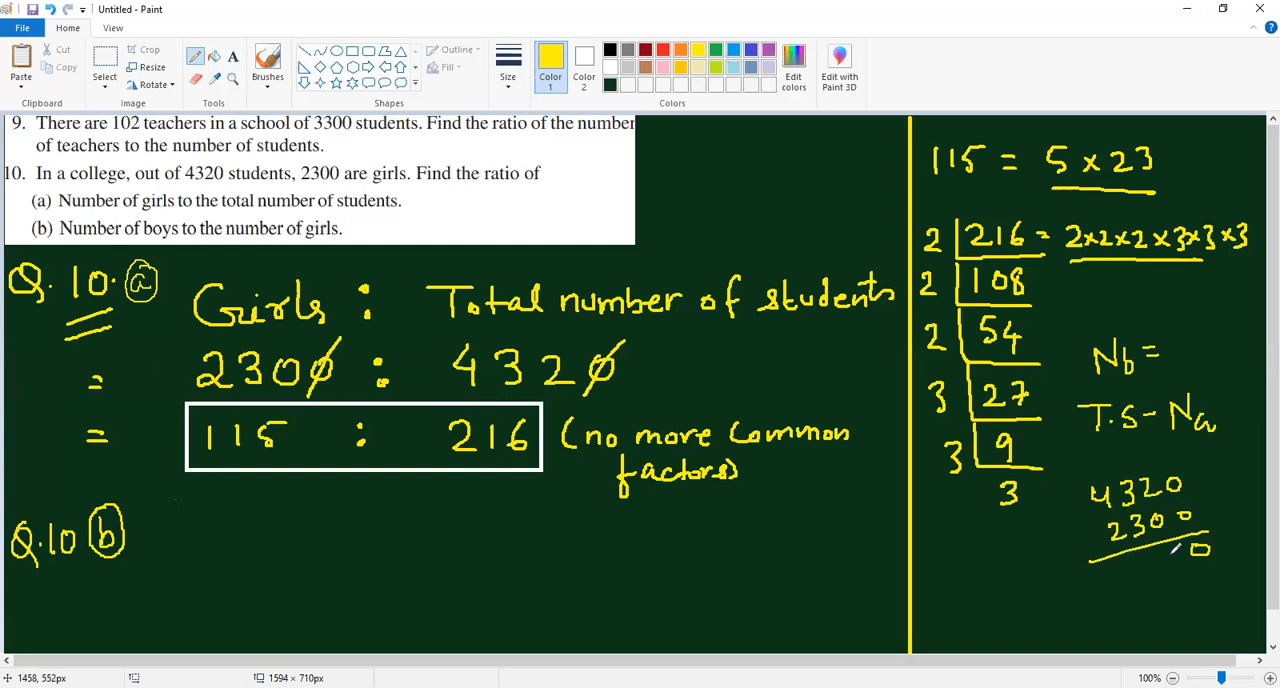 Untitled - Paint
File Home View
Paste
Cut
Copy
Clipboard
Select
Crop
Resize
Rotate
Image
A
Tools
Brushes
Outline
Fill
Shapes
Size
Color 1
Color 2
Edit colors
Colors
Edit with Paint 3D
9. There are 102 teachers in a school of 3300 students. Find the ratio of the number
of teachers to the number of students.
10. In a college, out of 4320 students, 2300 are girls. Find the ratio of
(a) Number of girls to the total number of students.
(b) Number of boys to the number of girls.
Q. 10. a
Girls : Total number of students
= 2300 : 4320
= 115 : 216 (no more common
factors)
Q.10 b
115 = 5 x 23
2 216 = 2x2x2x3x3x3
2 108
2 54
3 27
3 9
3
Nb =
T.S - NG
4320
2300
0
1458, 552px
1594 × 710px
100%